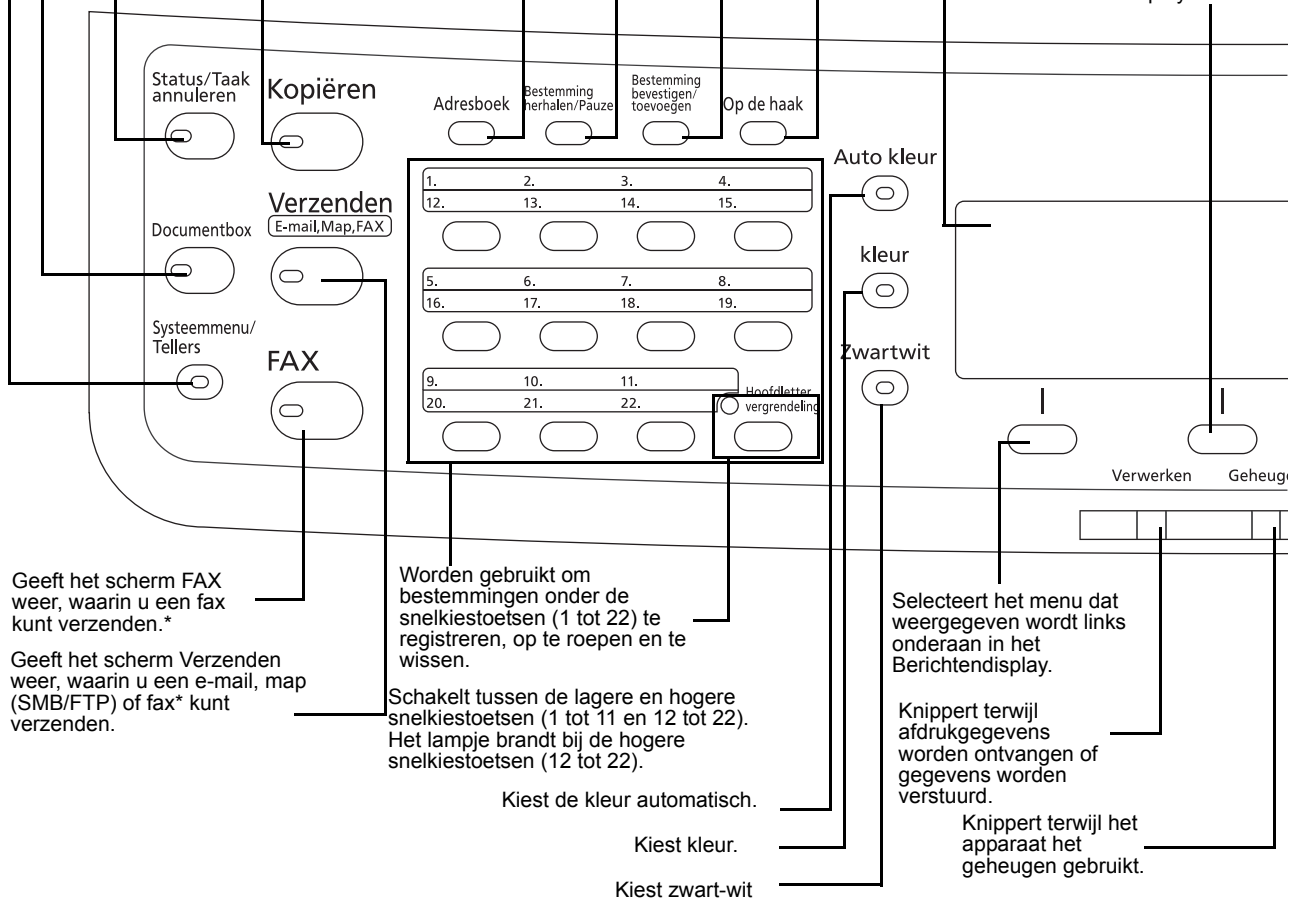 Status/Taak
annuleren
Kopiëren
Adresboek
Bestemming
herhalen/Pauze
Bestemming
bevestigen/
toevoegen
Op de haak
Auto kleur
1. 2. 3. 4.
12. 13. 14. 15.
Verzenden
E-mail,Map,FAX
Documentbox
kleur
5. 6. 7. 8.
16. 17. 18. 19.
Systeemmenu/
Tellers
FAX
Zwartwit
9. 10. 11.
20. 21. 22.
Hoofdletter
vergrendeling
Verwerken
Geheuge
Geeft het scherm FAX
weer, waarin u een fax
kunt verzenden.*
Geeft het scherm Verzenden
weer, waarin u een e-mail, map
(SMB/FTP) of fax* kunt
verzenden.
Worden gebruikt om
bestemmingen onder de
snelkiestoetsen (1 tot 22) te
registreren, op te roepen en te
wissen.
Schakelt tussen de lagere en hogere
snelkiestoetsen (1 tot 11 en 12 tot 22).
Het lampje brandt bij de hogere
snelkiestoetsen (12 tot 22).
Kiest de kleur automatisch.
Kiest kleur.
Kiest zwart-wit
Selecteert het menu dat
weergegeven wordt links
onderaan in het
Berichtendisplay.
Knippert terwijl
afdrukgegevens
worden ontvangen of
gegevens worden
verstuurd.
Knippert terwijl het
apparaat het
geheugen gebruikt.